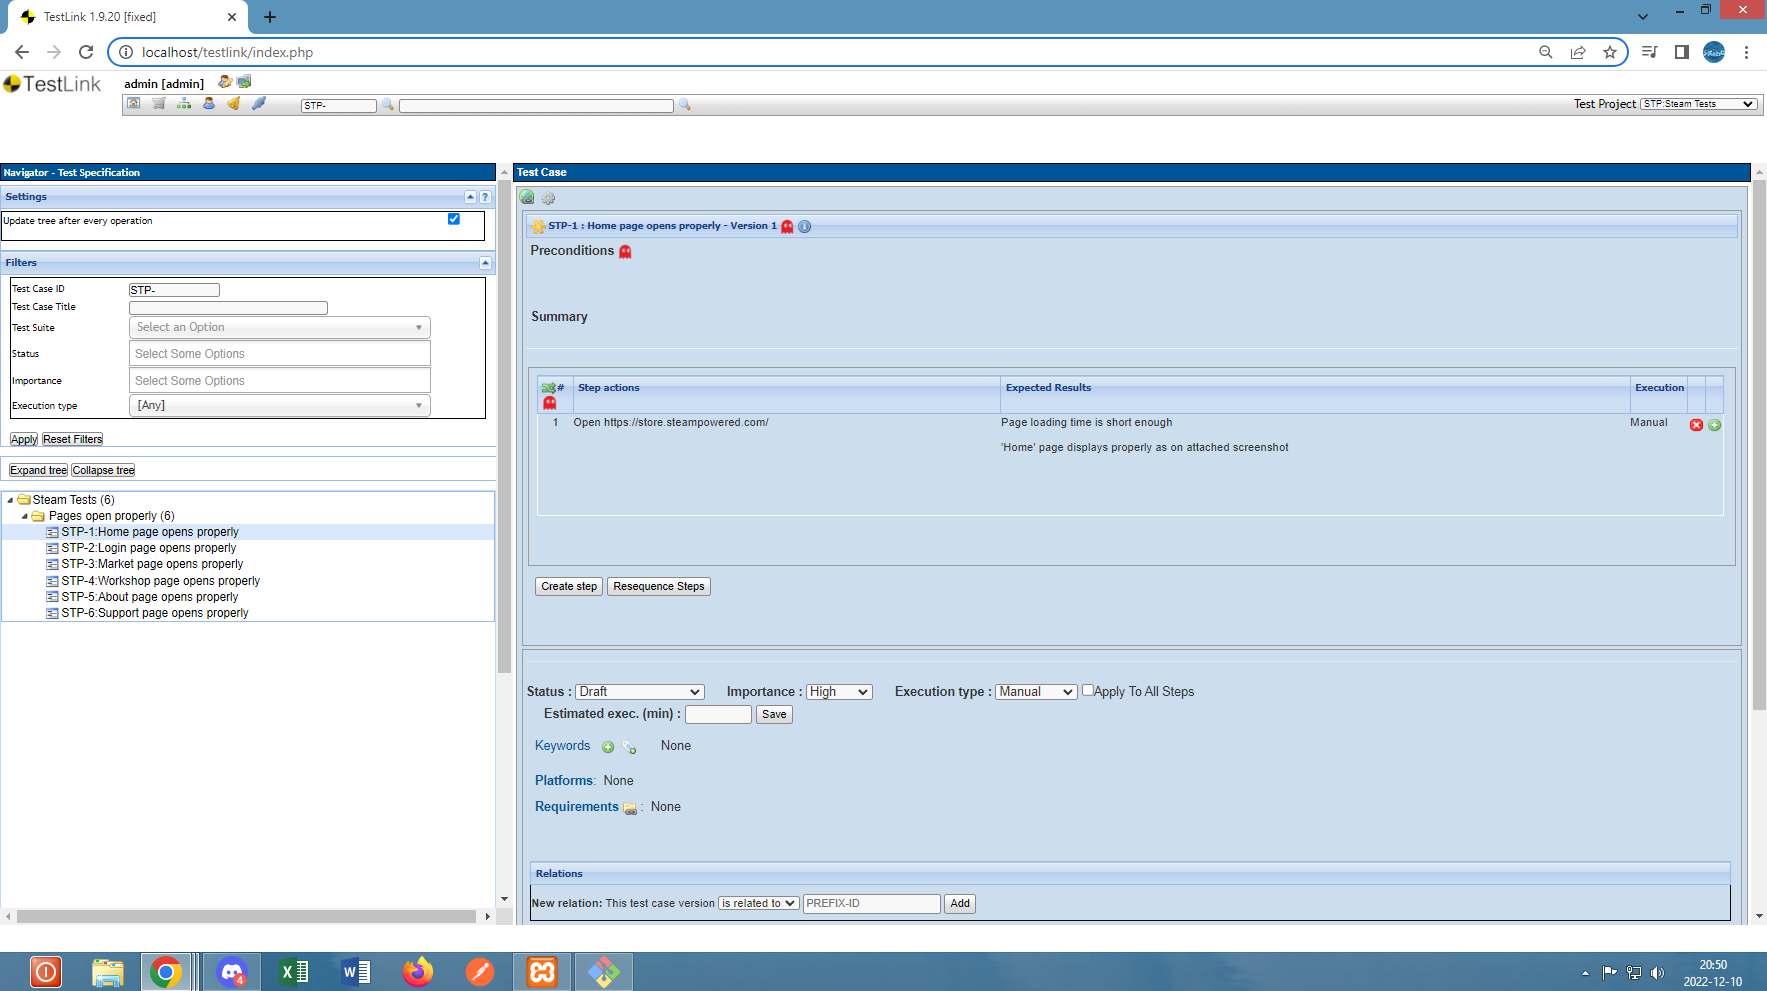 TestLink 1.9.20 [fixed]
localhost/testlink/index.php
TestLink
admin [admin]
STP-
Test Project STP:Steam Tests
Navigator - Test Specification
Settings
Update tree after every operation
Filters
Test Case ID STP-
Test Case Title
Test Suite Select an Option
Status Select Some Options
Importance Select Some Options
Execution type [Any]
Apply Reset Filters
Expand tree Collapse tree
Steam Tests (6)
Pages open properly (6)
STP-1:Home page opens properly
STP-2:Login page opens properly
STP-3:Market page opens properly
STP-4:Workshop page opens properly
STP-5:About page opens properly
STP-6:Support page opens properly
Test Case
STP-1 : Home page opens properly - Version 1
Preconditions
Summary
# Step actions Expected Results Execution
1 Open https://store.steampowered.com/ Page loading time is short enough Manual
'Home' page displays properly as on attached screenshot
Create step Resequence Steps
Status : Draft Importance : High Execution type : Manual Apply To All Steps
Estimated exec. (min) : Save
Keywords None
Platforms: None
Requirements : None
Relations
New relation: This test case version is related to PREFIX-ID Add
4
20:50
2022-12-10